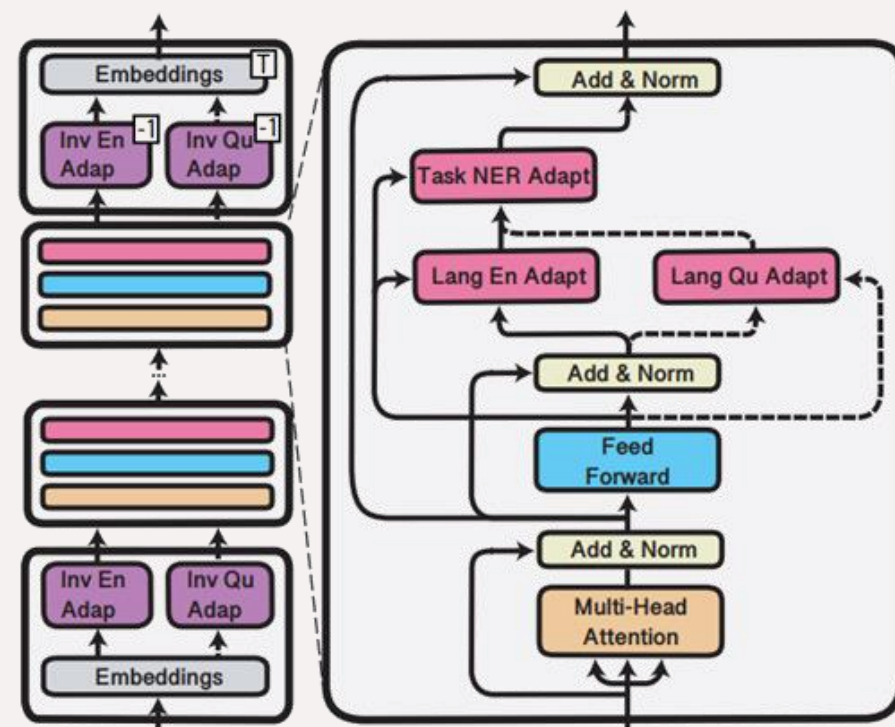 Embeddings
T
Inv En
Adap
-1
Inv Qu
Adap
-1
...
Inv En
Adap
Inv Qu
Adap
Embeddings
Add & Norm
Task NER Adapt
Lang En Adapt
Lang Qu Adapt
Add & Norm
Feed
Forward
Add & Norm
Multi-Head
Attention